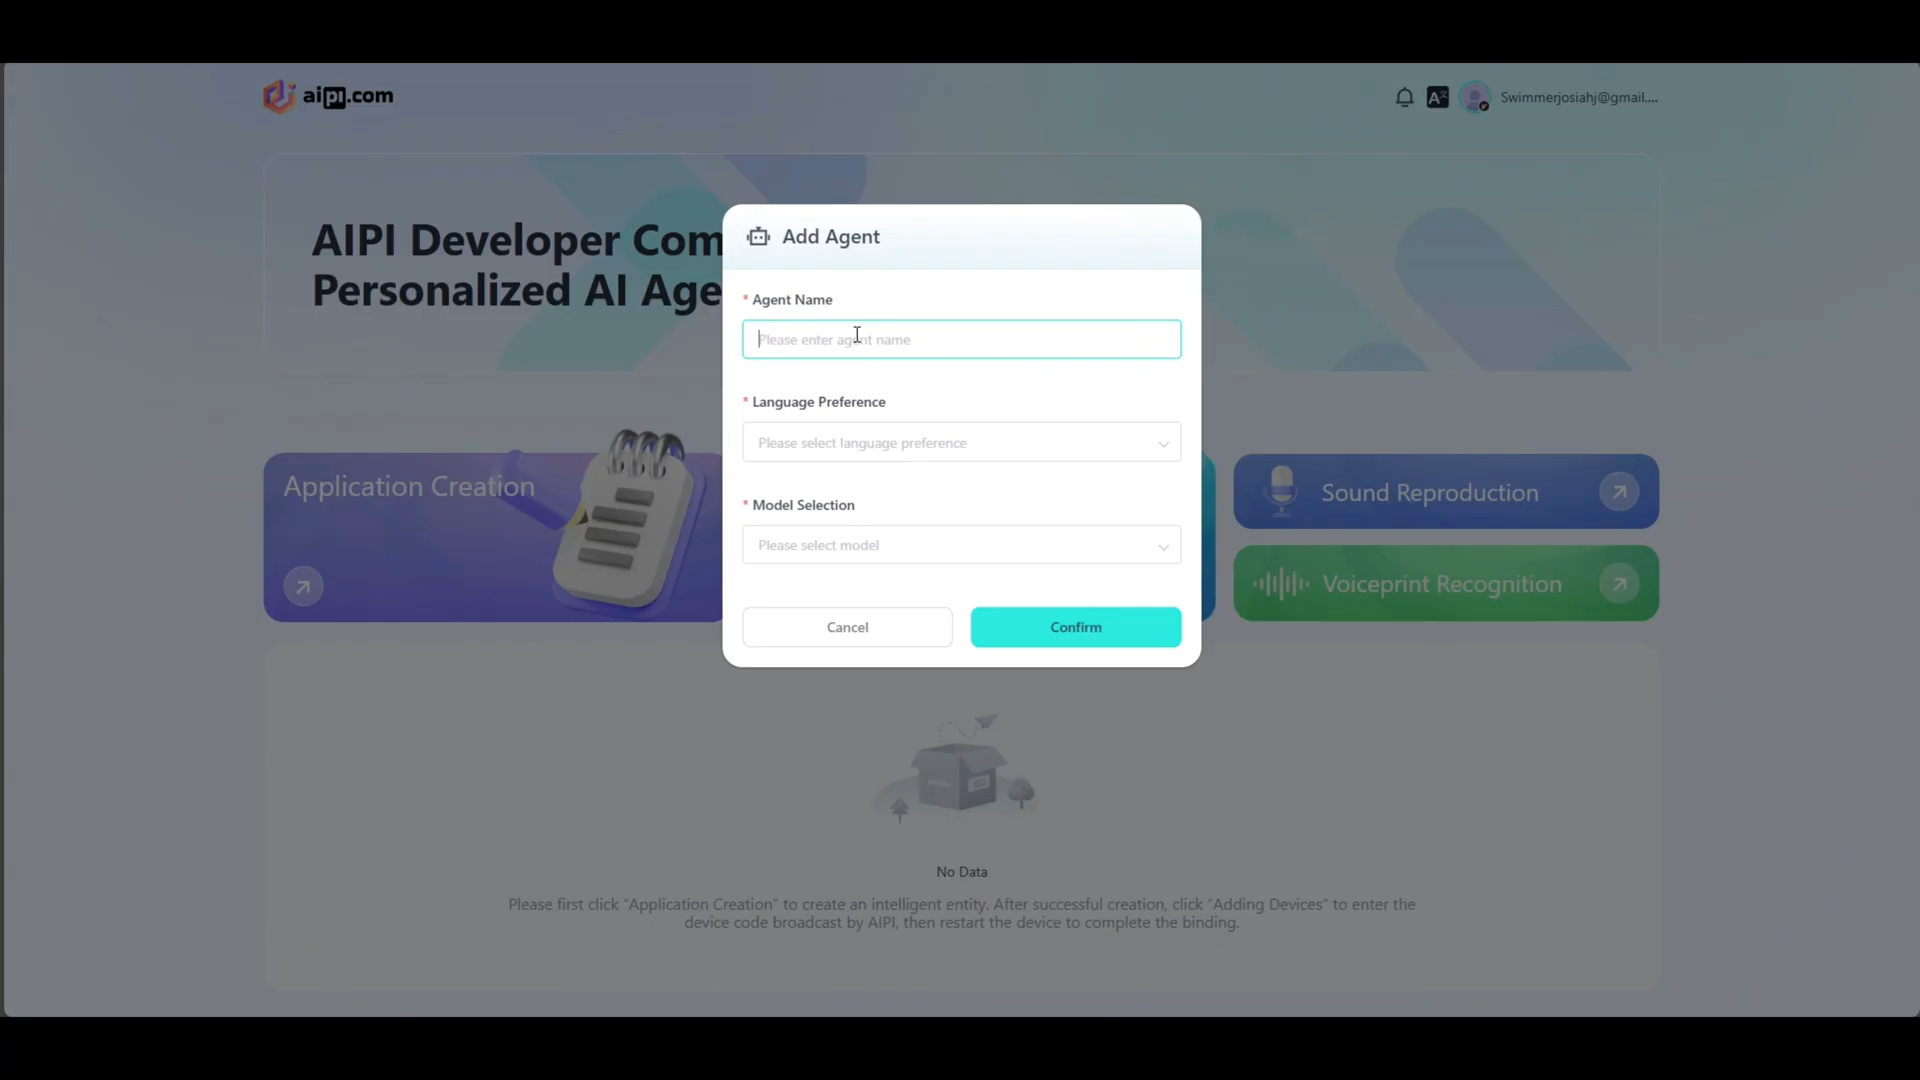 aipi.com
Swimmerjosiahj@gmail....
AIPI Developer Com
Personalized AI Age
Add Agent
* Agent Name
Please enter agent name
* Language Preference
Please select language preference
* Model Selection
Please select model
Cancel
Confirm
Application Creation
Sound Reproduction
Voiceprint Recognition
No Data
Please first click "Application Creation" to create an intelligent entity. After successful creation, click "Adding Devices" to enter the
device code broadcast by AIPI, then restart the device to complete the binding.